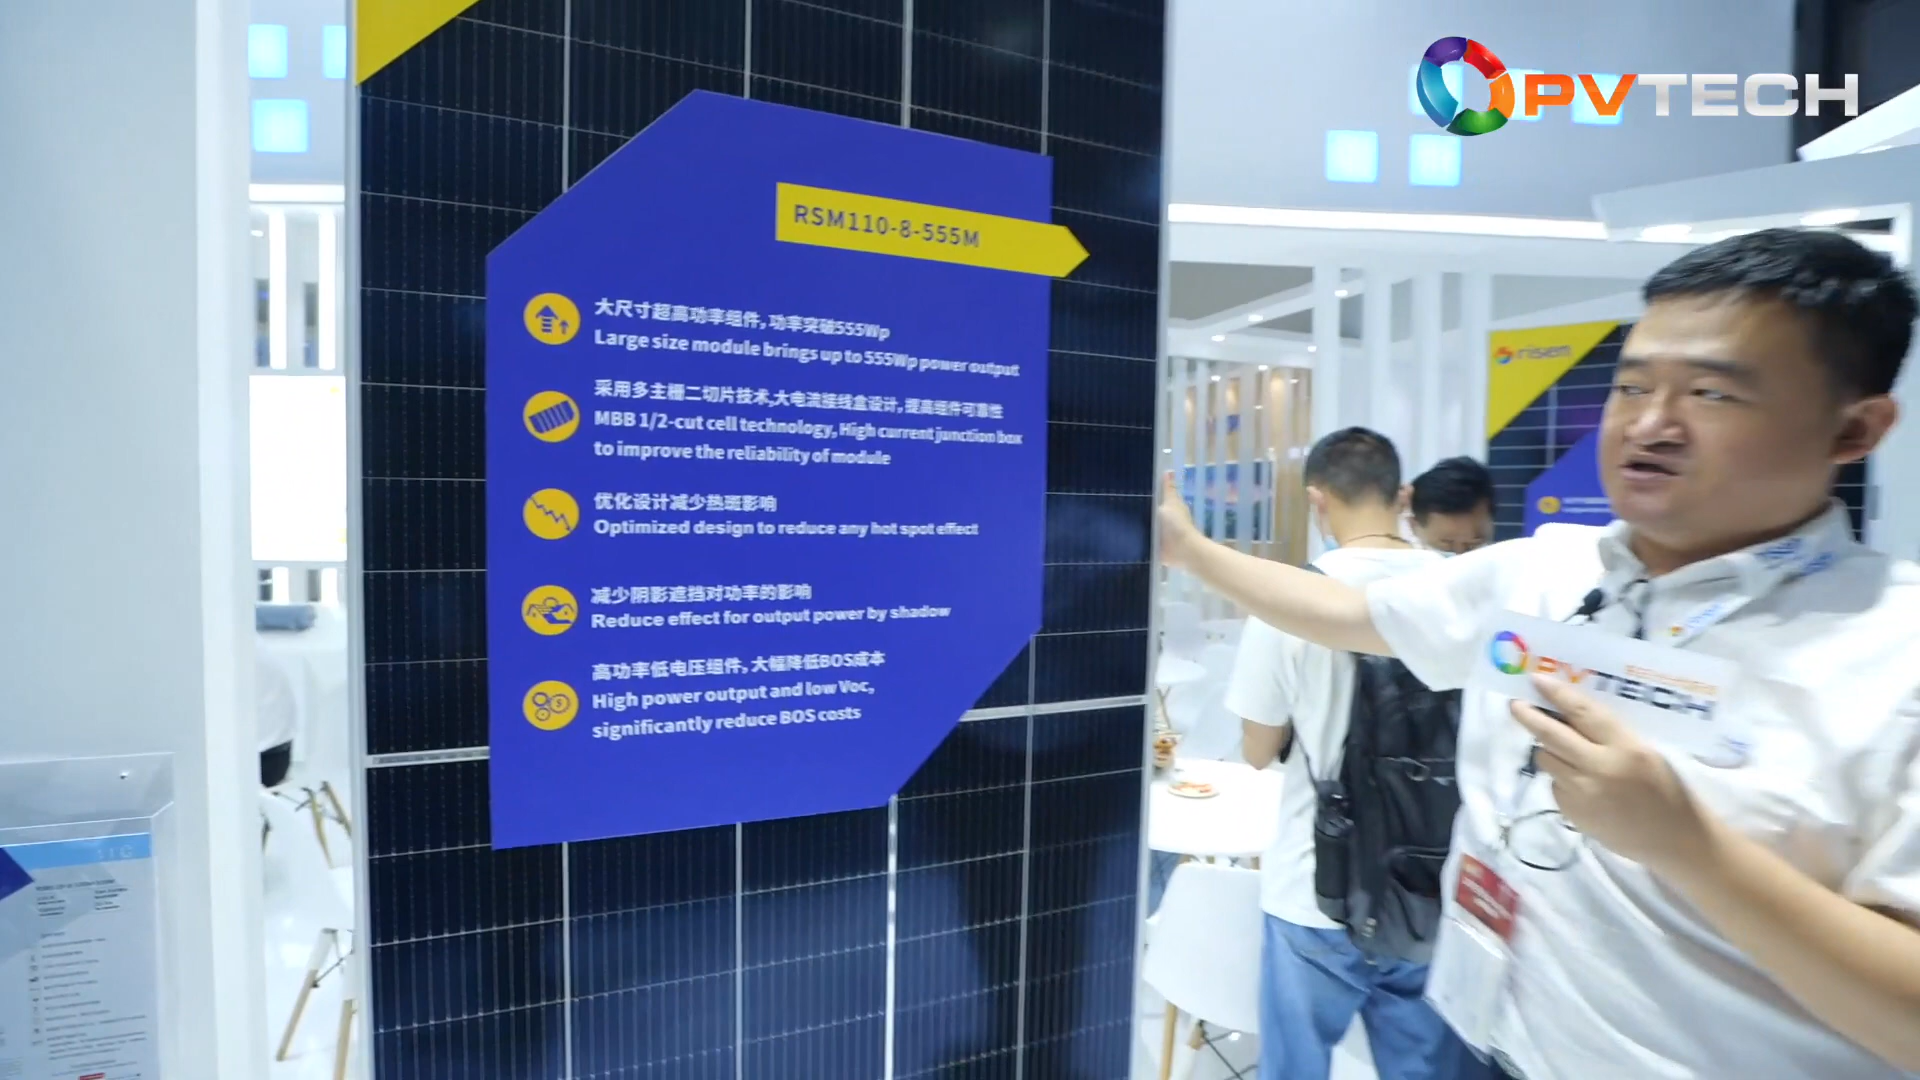 PVTECH
RSM110-8-555M
大尺寸超高功率组件,功率突破555Wp
Large size module brings up to 555Wp power output
采用多主栅二切片技术,大电流接线盒设计,提高组件可靠性
MBB 1/2-cut cell technology, High current junction box
to improve the reliability of module
优化设计减少热斑影响
Optimized design to reduce any hot spot effect
减少阴影遮挡对功率的影响
Reduce effect for output power by shadow
高功率低电压组件,大幅降低BOS成本
High power output and low Voc,
significantly reduce BOS costs
risen
PVTECH